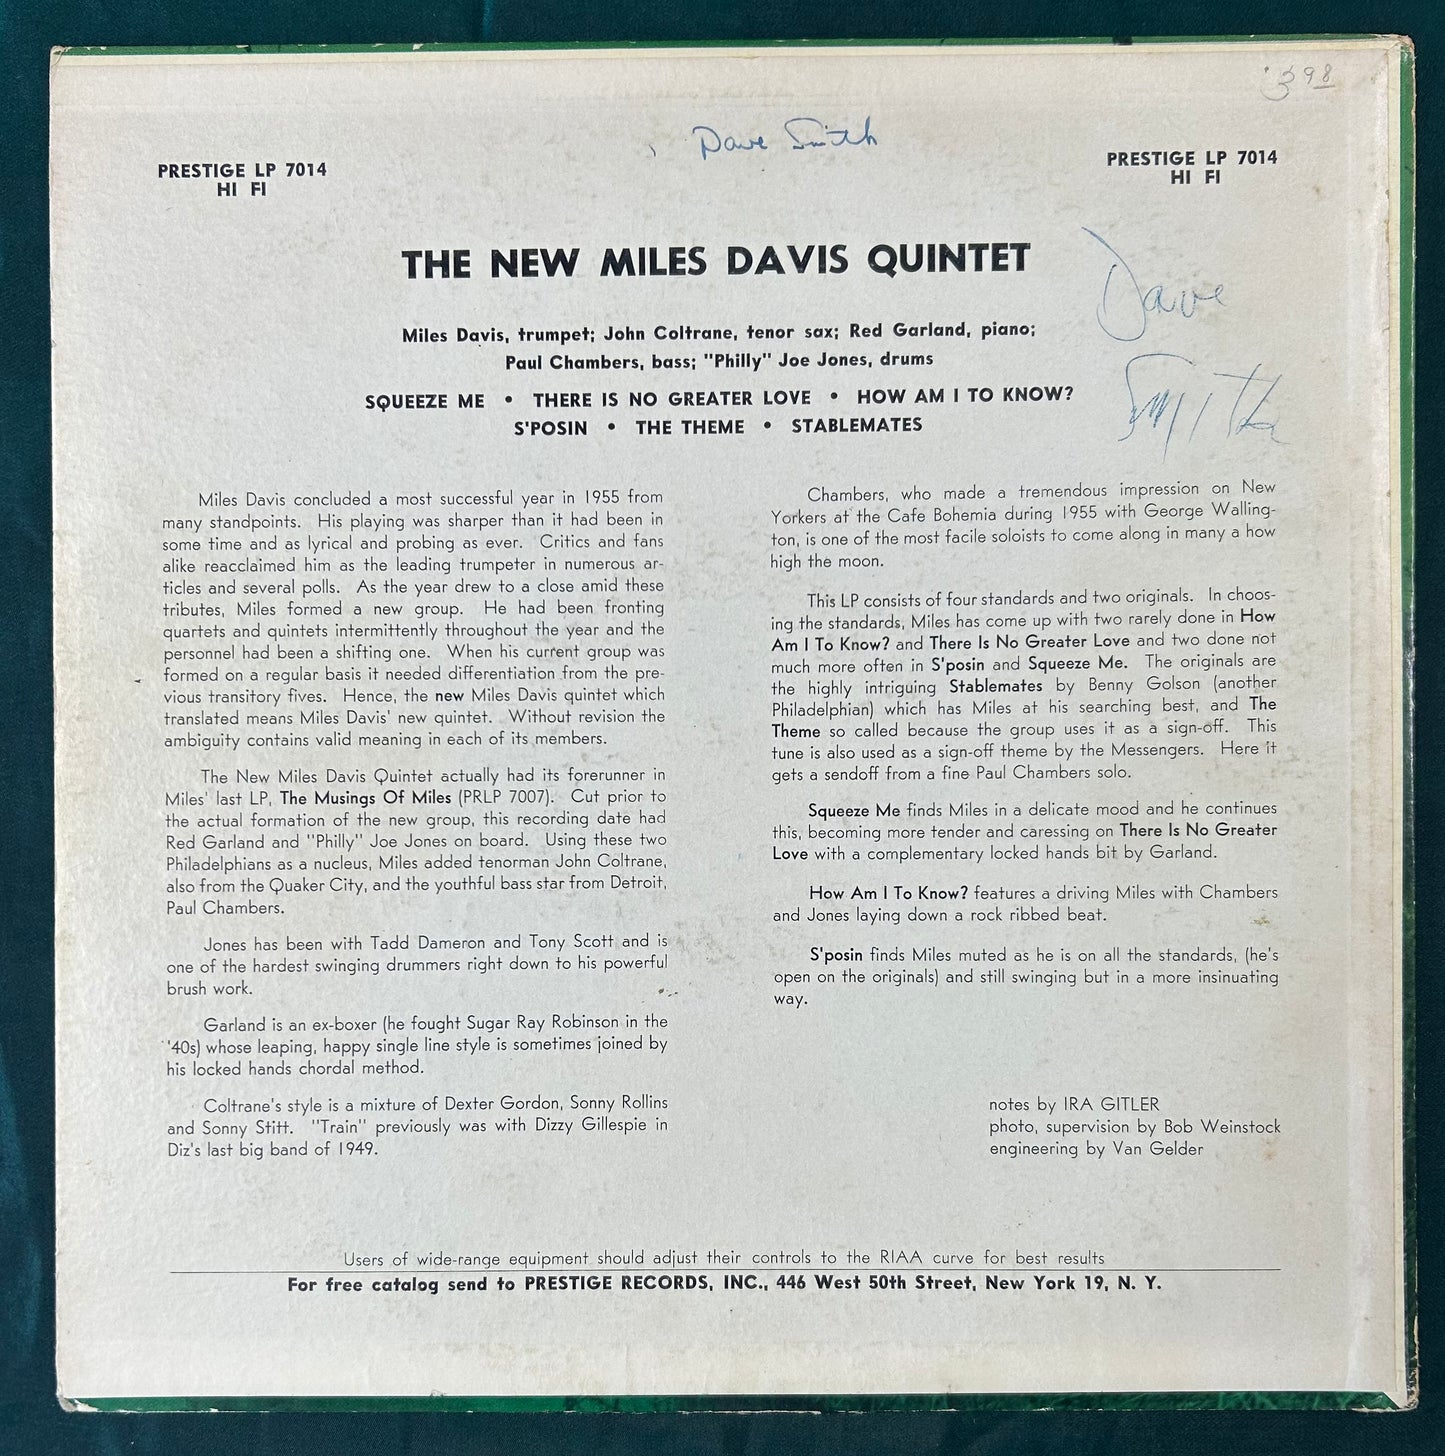 3 98
Dave Smith
PRESTIGE LP 7014
HI FI
PRESTIGE LP 7014
HI FI
THE NEW MILES DAVIS QUINTET
Dave
Smith
Miles Davis, trumpet; John Coltrane, tenor sax; Red Garland, piano;
Paul Chambers, bass; "Philly" Joe Jones, drums
SQUEEZE ME • THERE IS NO GREATER LOVE • HOW AM I TO KNOW?
S'POSIN • THE THEME • STABLEMATES
Miles Davis concluded a most successful year in 1955 from
many standpoints. His playing was sharper than it had been in
some time and as lyrical and probing as ever. Critics and fans
alike reacclaimed him as the leading trumpeter in numerous ar-
ticles and several polls. As the year drew to a close amid these
tributes, Miles formed a new group. He had been fronting
quartets and quintets intermittently throughout the year and the
personnel had been a shifting one. When his current group was
formed on a regular basis it needed differentiation from the pre-
vious transitory fives. Hence, the new Miles Davis quintet which
translated means Miles Davis' new quintet. Without revision the
ambiguity contains valid meaning in each of its members.
The New Miles Davis Quintet actually had its forerunner in
Miles' last LP, The Musings Of Miles (PRLP 7007). Cut prior to
the actual formation of the new group, this recording date had
Red Garland and "Philly" Joe Jones on board. Using these two
Philadelphians as a nucleus, Miles added tenorman John Coltrane,
also from the Quaker City, and the youthful bass star from Detroit,
Paul Chambers.
Jones has been with Tadd Dameron and Tony Scott and is
one of the hardest swinging drummers right down to his powerful
brush work.
Garland is an ex-boxer (he fought Sugar Ray Robinson in the
'40s) whose leaping, happy single line style is sometimes joined by
his locked hands chordal method.
Coltrane's style is a mixture of Dexter Gordon, Sonny Rollins
and Sonny Stitt. "Train" previously was with Dizzy Gillespie in
Diz's last big band of 1949.
Chambers, who made a tremendous impression on New
Yorkers at the Cafe Bohemia during 1955 with George Walling-
ton, is one of the most facile soloists to come along in many a how
high the moon.
This LP consists of four standards and two originals. In choos-
ing the standards, Miles has come up with two rarely done in How
Am I To Know? and There Is No Greater Love and two done not
much more often in S'posin and Squeeze Me. The originals are
the highly intriguing Stablemates by Benny Golson (another
Philadelphian) which has Miles at his searching best, and The
Theme so called because the group uses it as a sign-off. This
tune is also used as a sign-off theme by the Messengers. Here it
gets a sendoff from a fine Paul Chambers solo.
Squeeze Me finds Miles in a delicate mood and he continues
this, becoming more tender and caressing on There Is No Greater
Love with a complementary locked hands bit by Garland.
How Am I To Know? features a driving Miles with Chambers
and Jones laying down a rock ribbed beat.
S'posin finds Miles muted as he is on all the standards, (he's
open on the originals) and still swinging but in a more insinuating
way.
notes by IRA GITLER
photo, supervision by Bob Weinstock
engineering by Van Gelder
Users of wide-range equipment should adjust their controls to the RIAA curve for best results
For free catalog send to PRESTIGE RECORDS, INC., 446 West 50th Street, New York 19, N. Y.